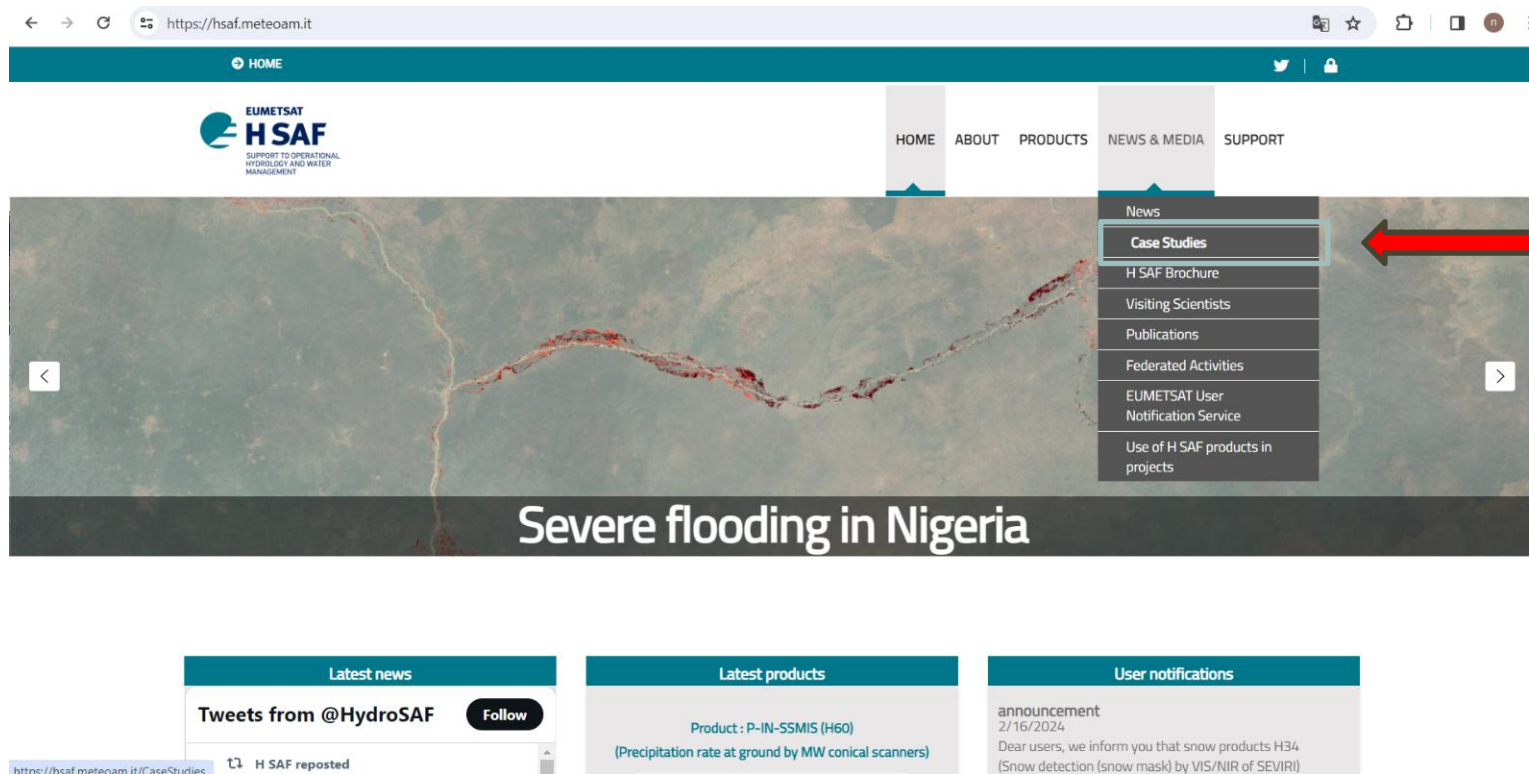 https://hsaf.meteoam.it
n
HOME
EUMETSAT
H SAF
SUPPORT TO OPERATIONAL
HYDROLOGY AND WATER
MANAGEMENT
HOME ABOUT PRODUCTS NEWS & MEDIA SUPPORT
News
Case Studies
H SAF Brochure
Visiting Scientists
Publications
Federated Activities
EUMETSAT User
Notification Service
Use of H SAF products in
projects
Severe flooding in Nigeria
Latest news
Tweets from @HydroSAF
Follow
H SAF reposted
Latest products
Product : P-IN-SSMIS (H60)
(Precipitation rate at ground by MW conical scanners)
User notifications
announcement
2/16/2024
Dear users, we inform you that snow products H34
(Snow detection (snow mask) by VIS/NIR of SEVIRI)
https://hsaf.meteoam.it/CaseStudies